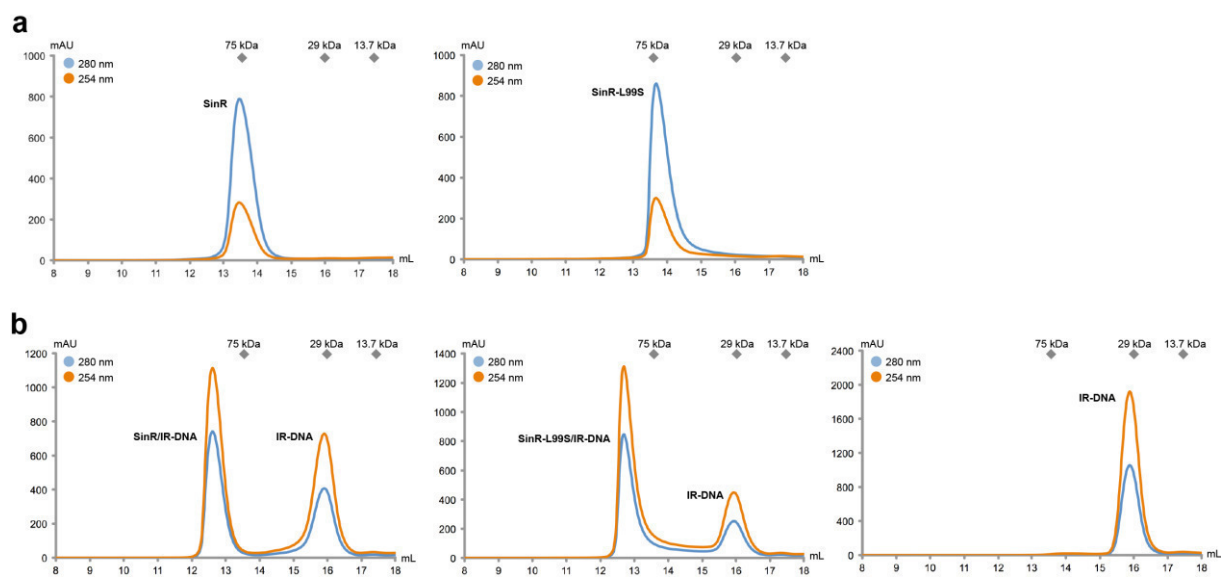 a
mAU 75 kDa 29 kDa 13.7 kDa
1000
280 nm
254 nm
800
SinR
600
400
200
0
8 9 10 11 12 13 14 15 16 17 18 mL
mAU 75 kDa 29 kDa 13.7 kDa
1000
280 nm
254 nm
800
SinR-L99S
600
400
200
0
8 9 10 11 12 13 14 15 16 17 18 mL
b
mAU 75 kDa 29 kDa 13.7 kDa
1200
280 nm
254 nm
1000
800
SinR/IR-DNA IR-DNA
600
400
200
0
8 9 10 11 12 13 14 15 16 17 18 mL
mAU 75 kDa 29 kDa 13.7 kDa
1400
280 nm
254 nm
1200
1000
800
SinR-L99S/IR-DNA
600
IR-DNA
400
200
0
8 9 10 11 12 13 14 15 16 17 18 mL
mAU 75 kDa 29 kDa 13.7 kDa
2400
280 nm
254 nm
2000
IR-DNA
1600
1200
800
400
0
8 9 10 11 12 13 14 15 16 17 18 mL